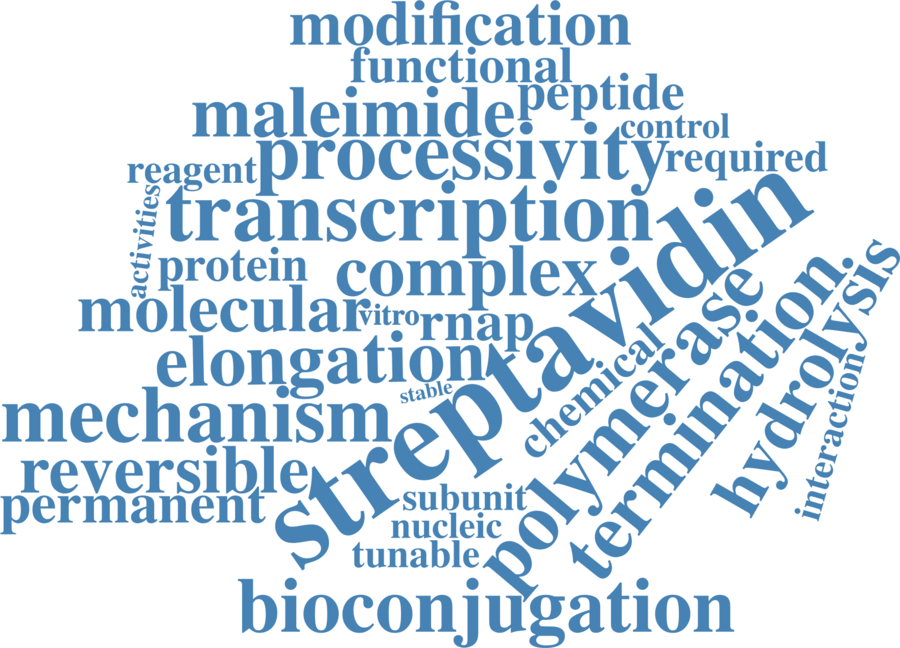 modification
functional
peptide
maleimide
control
processivity
required
reagent
transcription
activities
streptavidin
protein
complex
molecular
vitro
rnap
elongation
stable
chemical
polymerase
termination.
hydrolysis
interaction
mechanism
reversible
permanent
subunit
nucleic
tunable
bioconjugation